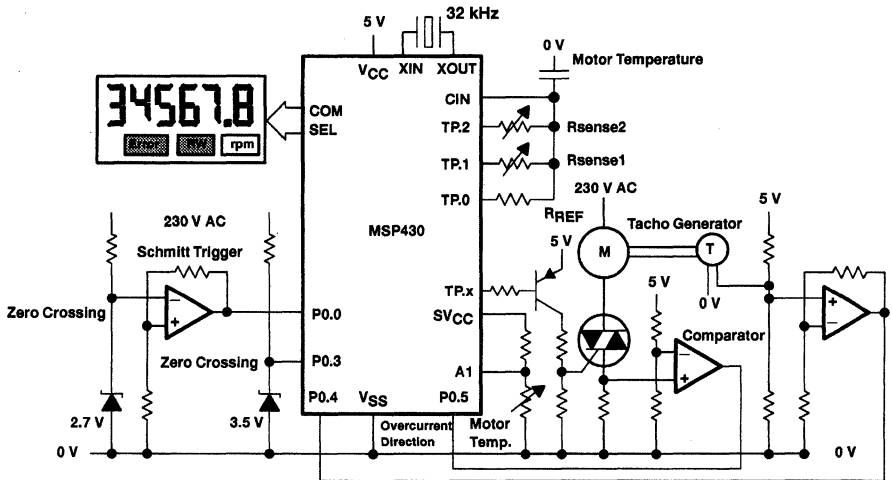 5 V
32 kHz
VCC
XIN
XOUT
0 V
Motor Temperature
34567.8
Error
RW
rpm
COM
SEL
CIN
TP.2
Rsense2
TP.1
Rsense1
TP.0
RREF
230 V AC
MSP430
230 V AC
Schmitt Trigger
Tacho Generator
5 V
M
T
5 V
0 V
5 V
TP.x
SVCC
Zero Crossing
P0.0
Comparator
Zero Crossing
P0.3
A1
P0.4
VSS
P0.5
2.7 V
3.5 V
Overcurrent
Direction
Motor
Temp.
0 V
0 V